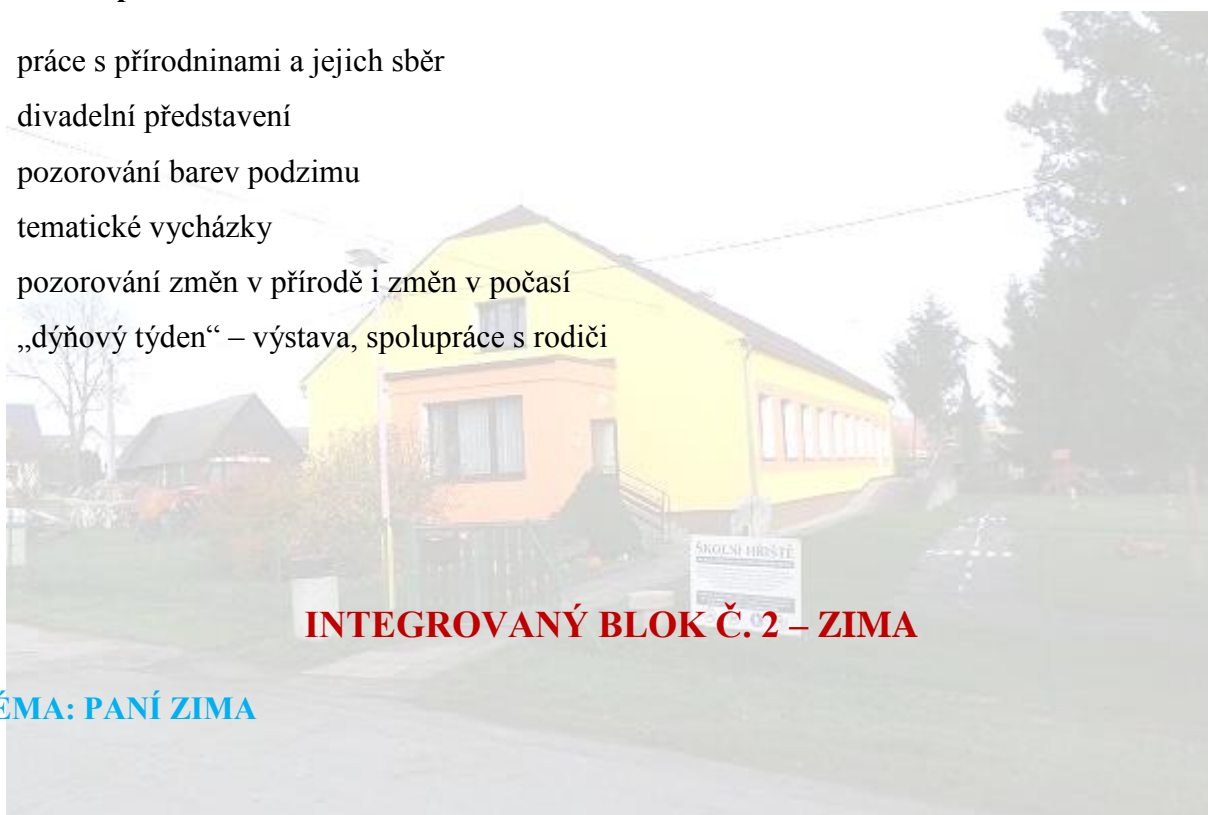 práce s přírodninami a jejich sběr
divadelní představení
pozorování barev podzimu
tematické vycházky
pozorování změn v přírodě i změn v počasí
„dýňový týden“ – výstava, spolupráce s rodiči
ŠKOLNÍ HŘIŠTĚ
INTEGROVANÝ BLOK Č. 2 – ZIMA
ÉMA: PANÍ ZIMA